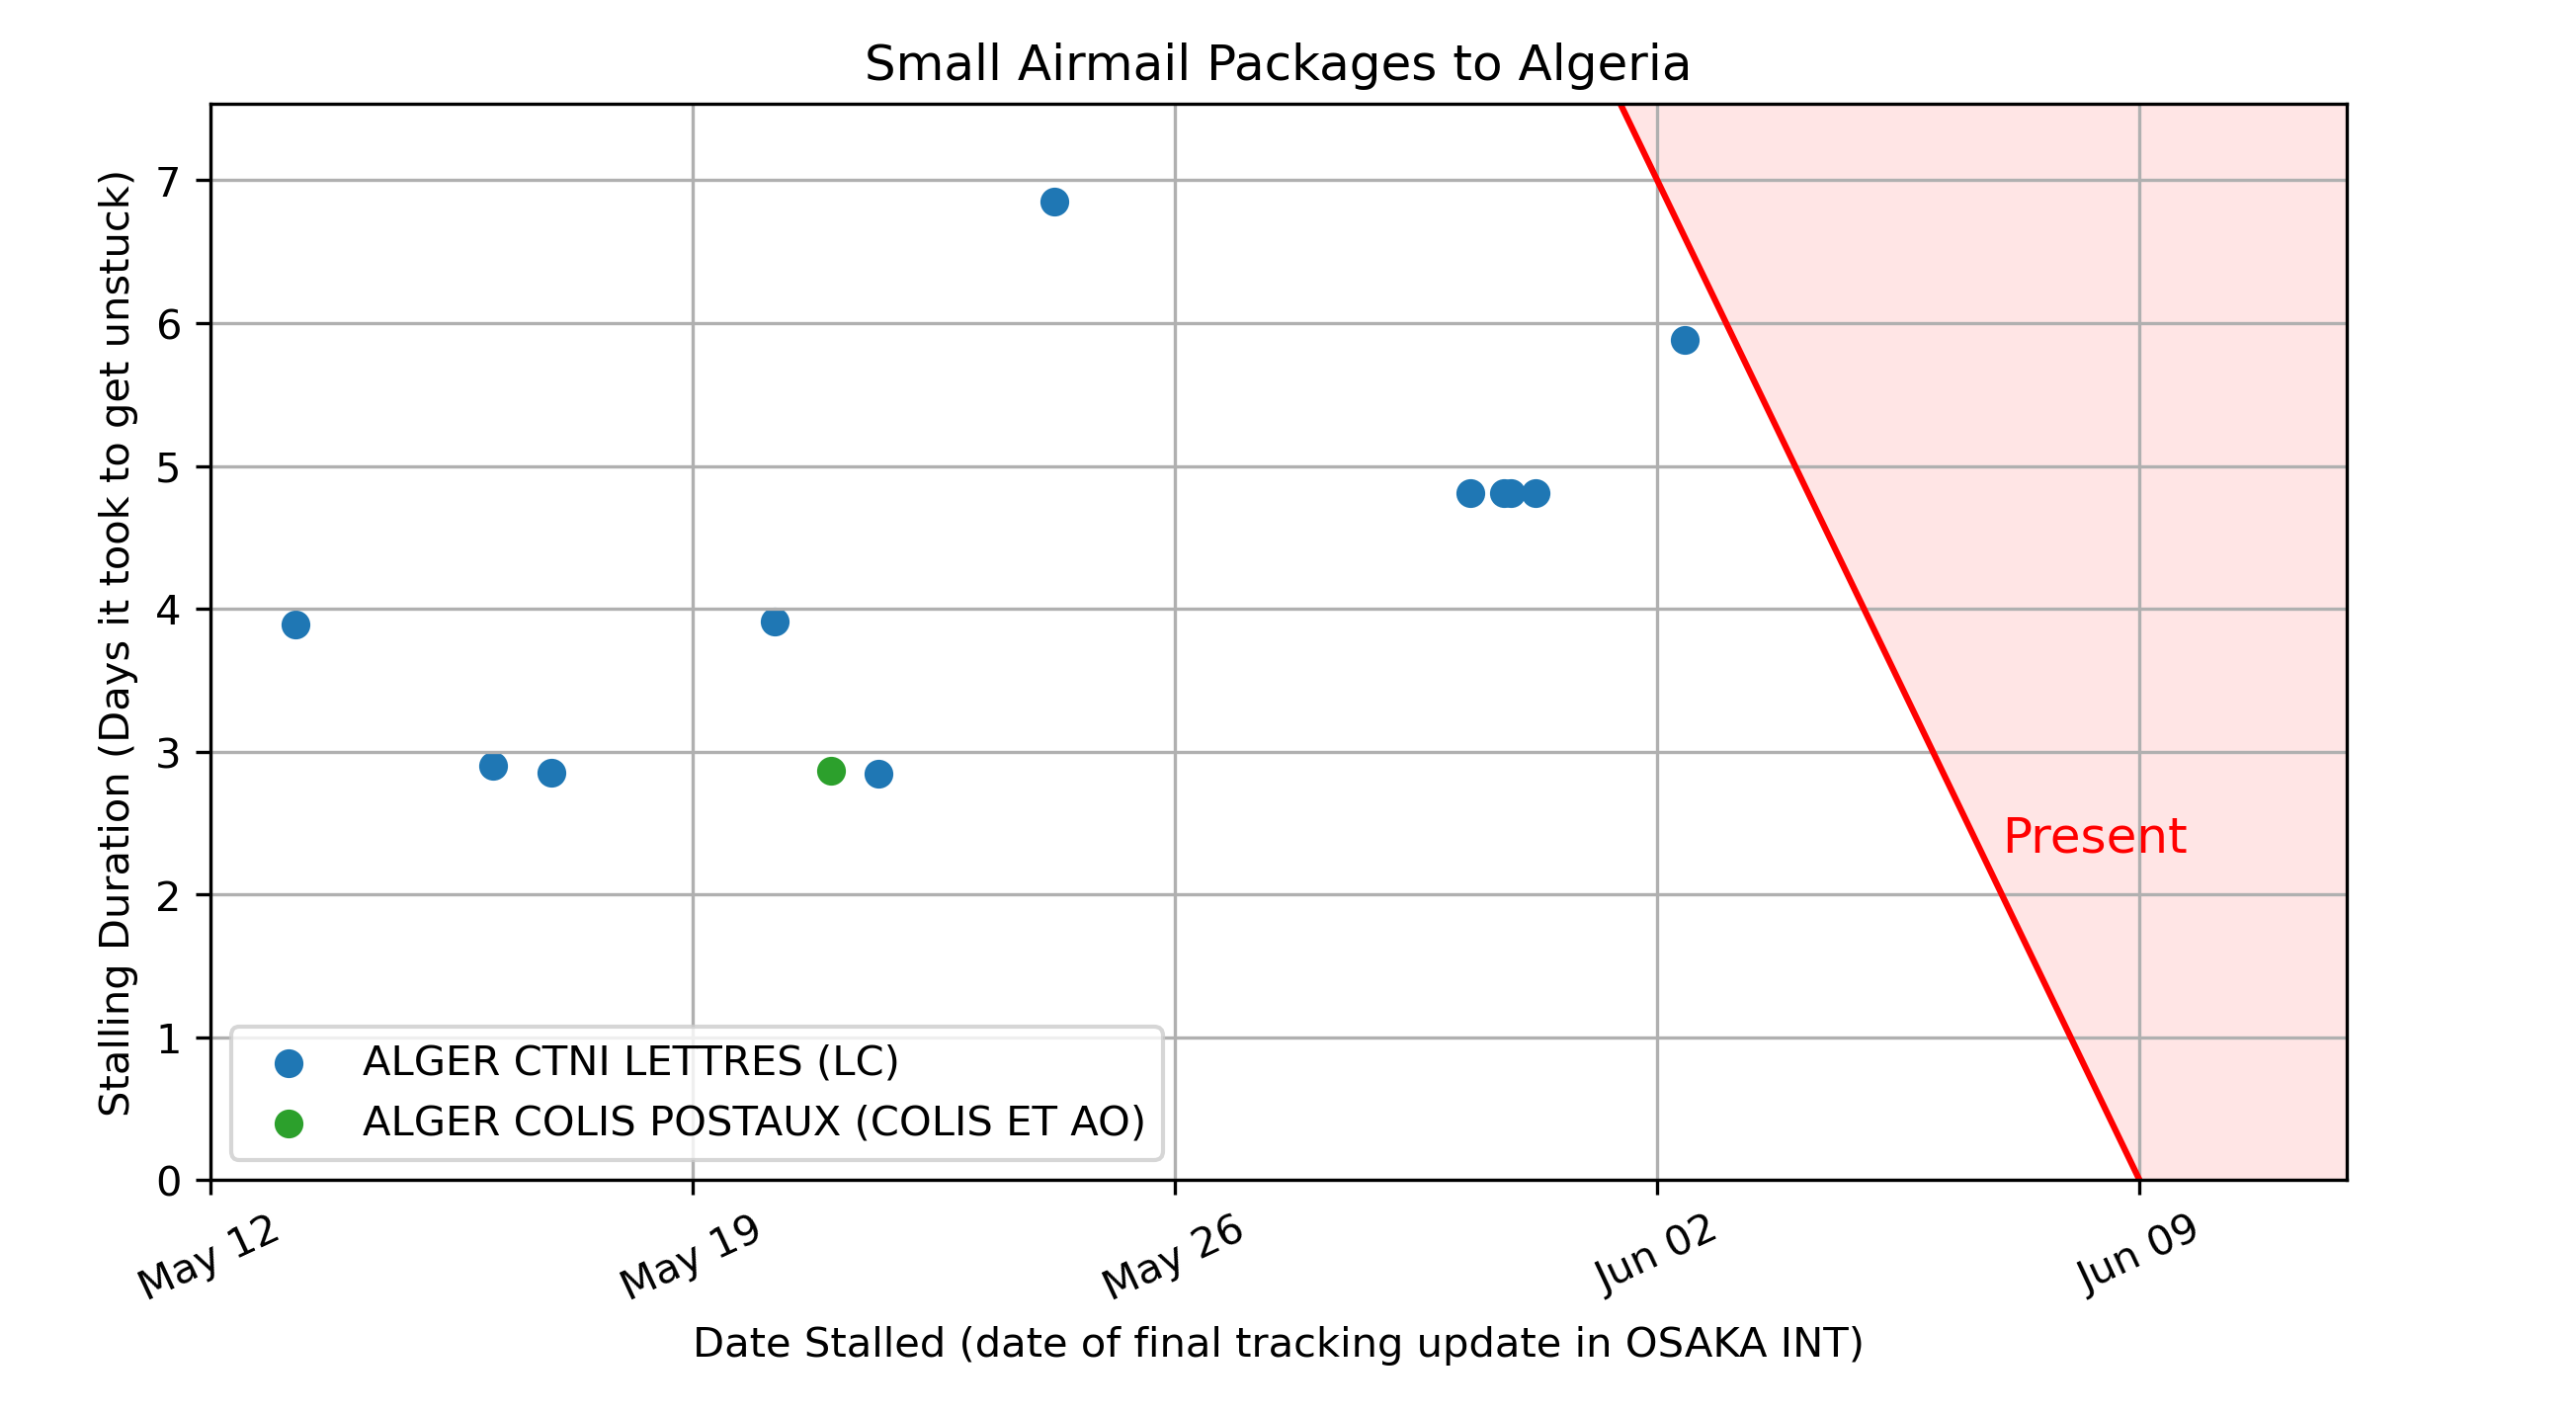 Small Airmail Packages to Algeria
Stalling Duration (Days it took to get unstuck)
7
6
5
4
3
2
1
0
Present
ALGER CTNI LETTRES (LC)
ALGER COLIS POSTAUX (COLIS ET AO)
May 12
May 19
May 26
Jun 02
Jun 09
Date Stalled (date of final tracking update in OSAKA INT)